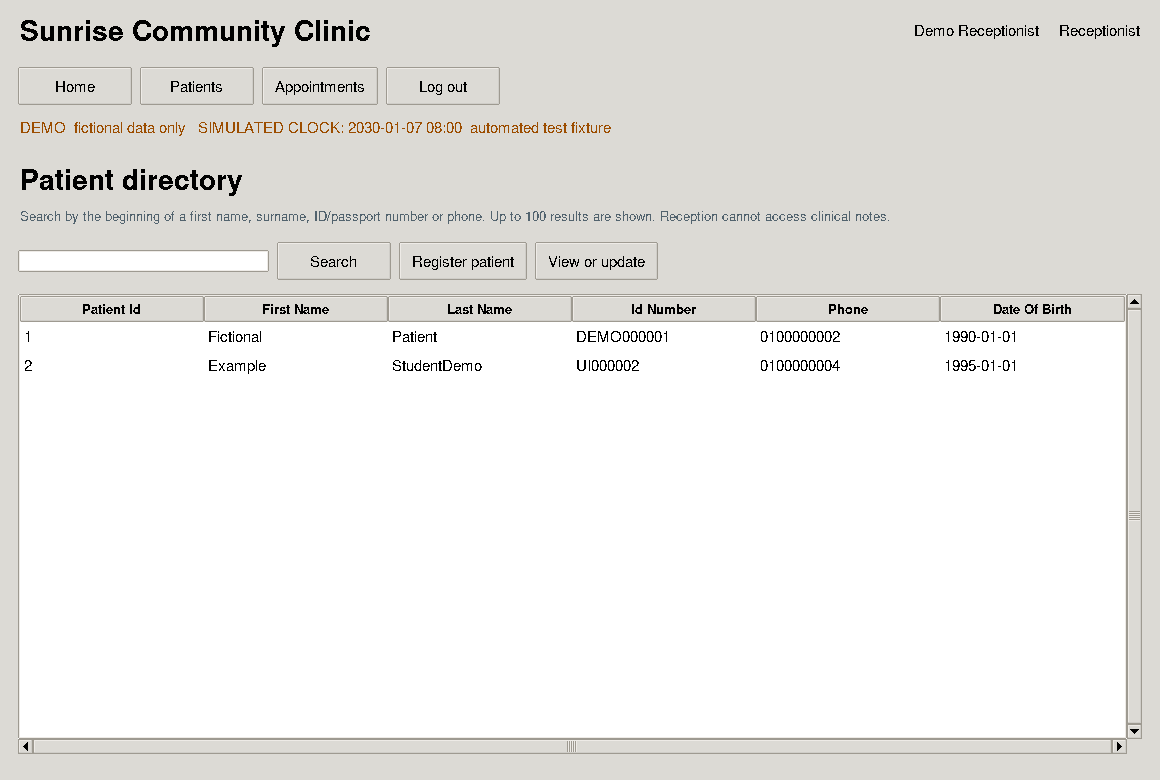 Sunrise Community Clinic
Demo Receptionist Receptionist
Home Patients Appointments Log out
DEMO fictional data only SIMULATED CLOCK: 2030-01-07 08:00 automated test fixture
Patient directory
Search by the beginning of a first name, surname, ID/passport number or phone. Up to 100 results are shown. Reception cannot access clinical notes.
Search Register patient View or update
Patient Id First Name Last Name Id Number Phone Date Of Birth
1 Fictional Patient DEMO000001 0100000002 1990-01-01
2 Example StudentDemo UI000002 0100000004 1995-01-01